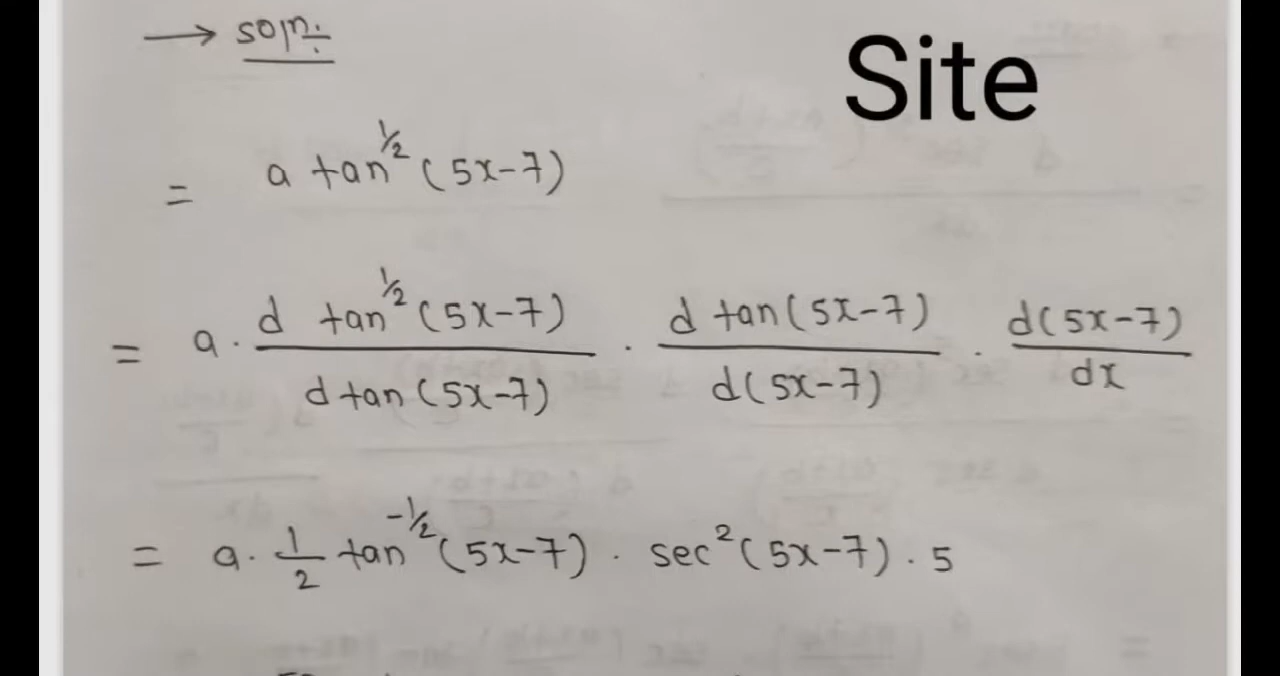 → soln:
Site
= a tan^½ (5x-7)
= a · d tan^½ (5x-7) / d tan (5x-7) · d tan (5x-7) / d (5x-7) · d (5x-7) / dx
= a · 1/2 tan^-½ (5x-7) · sec² (5x-7) · 5